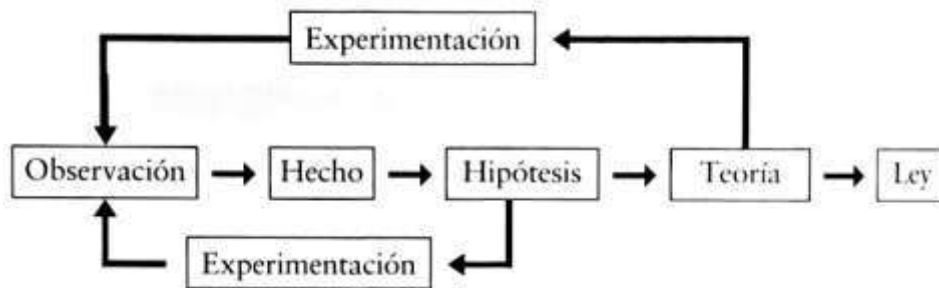 Experimentación
Observación
Hecho
Hipótesis
Teoría
Ley
Experimentación